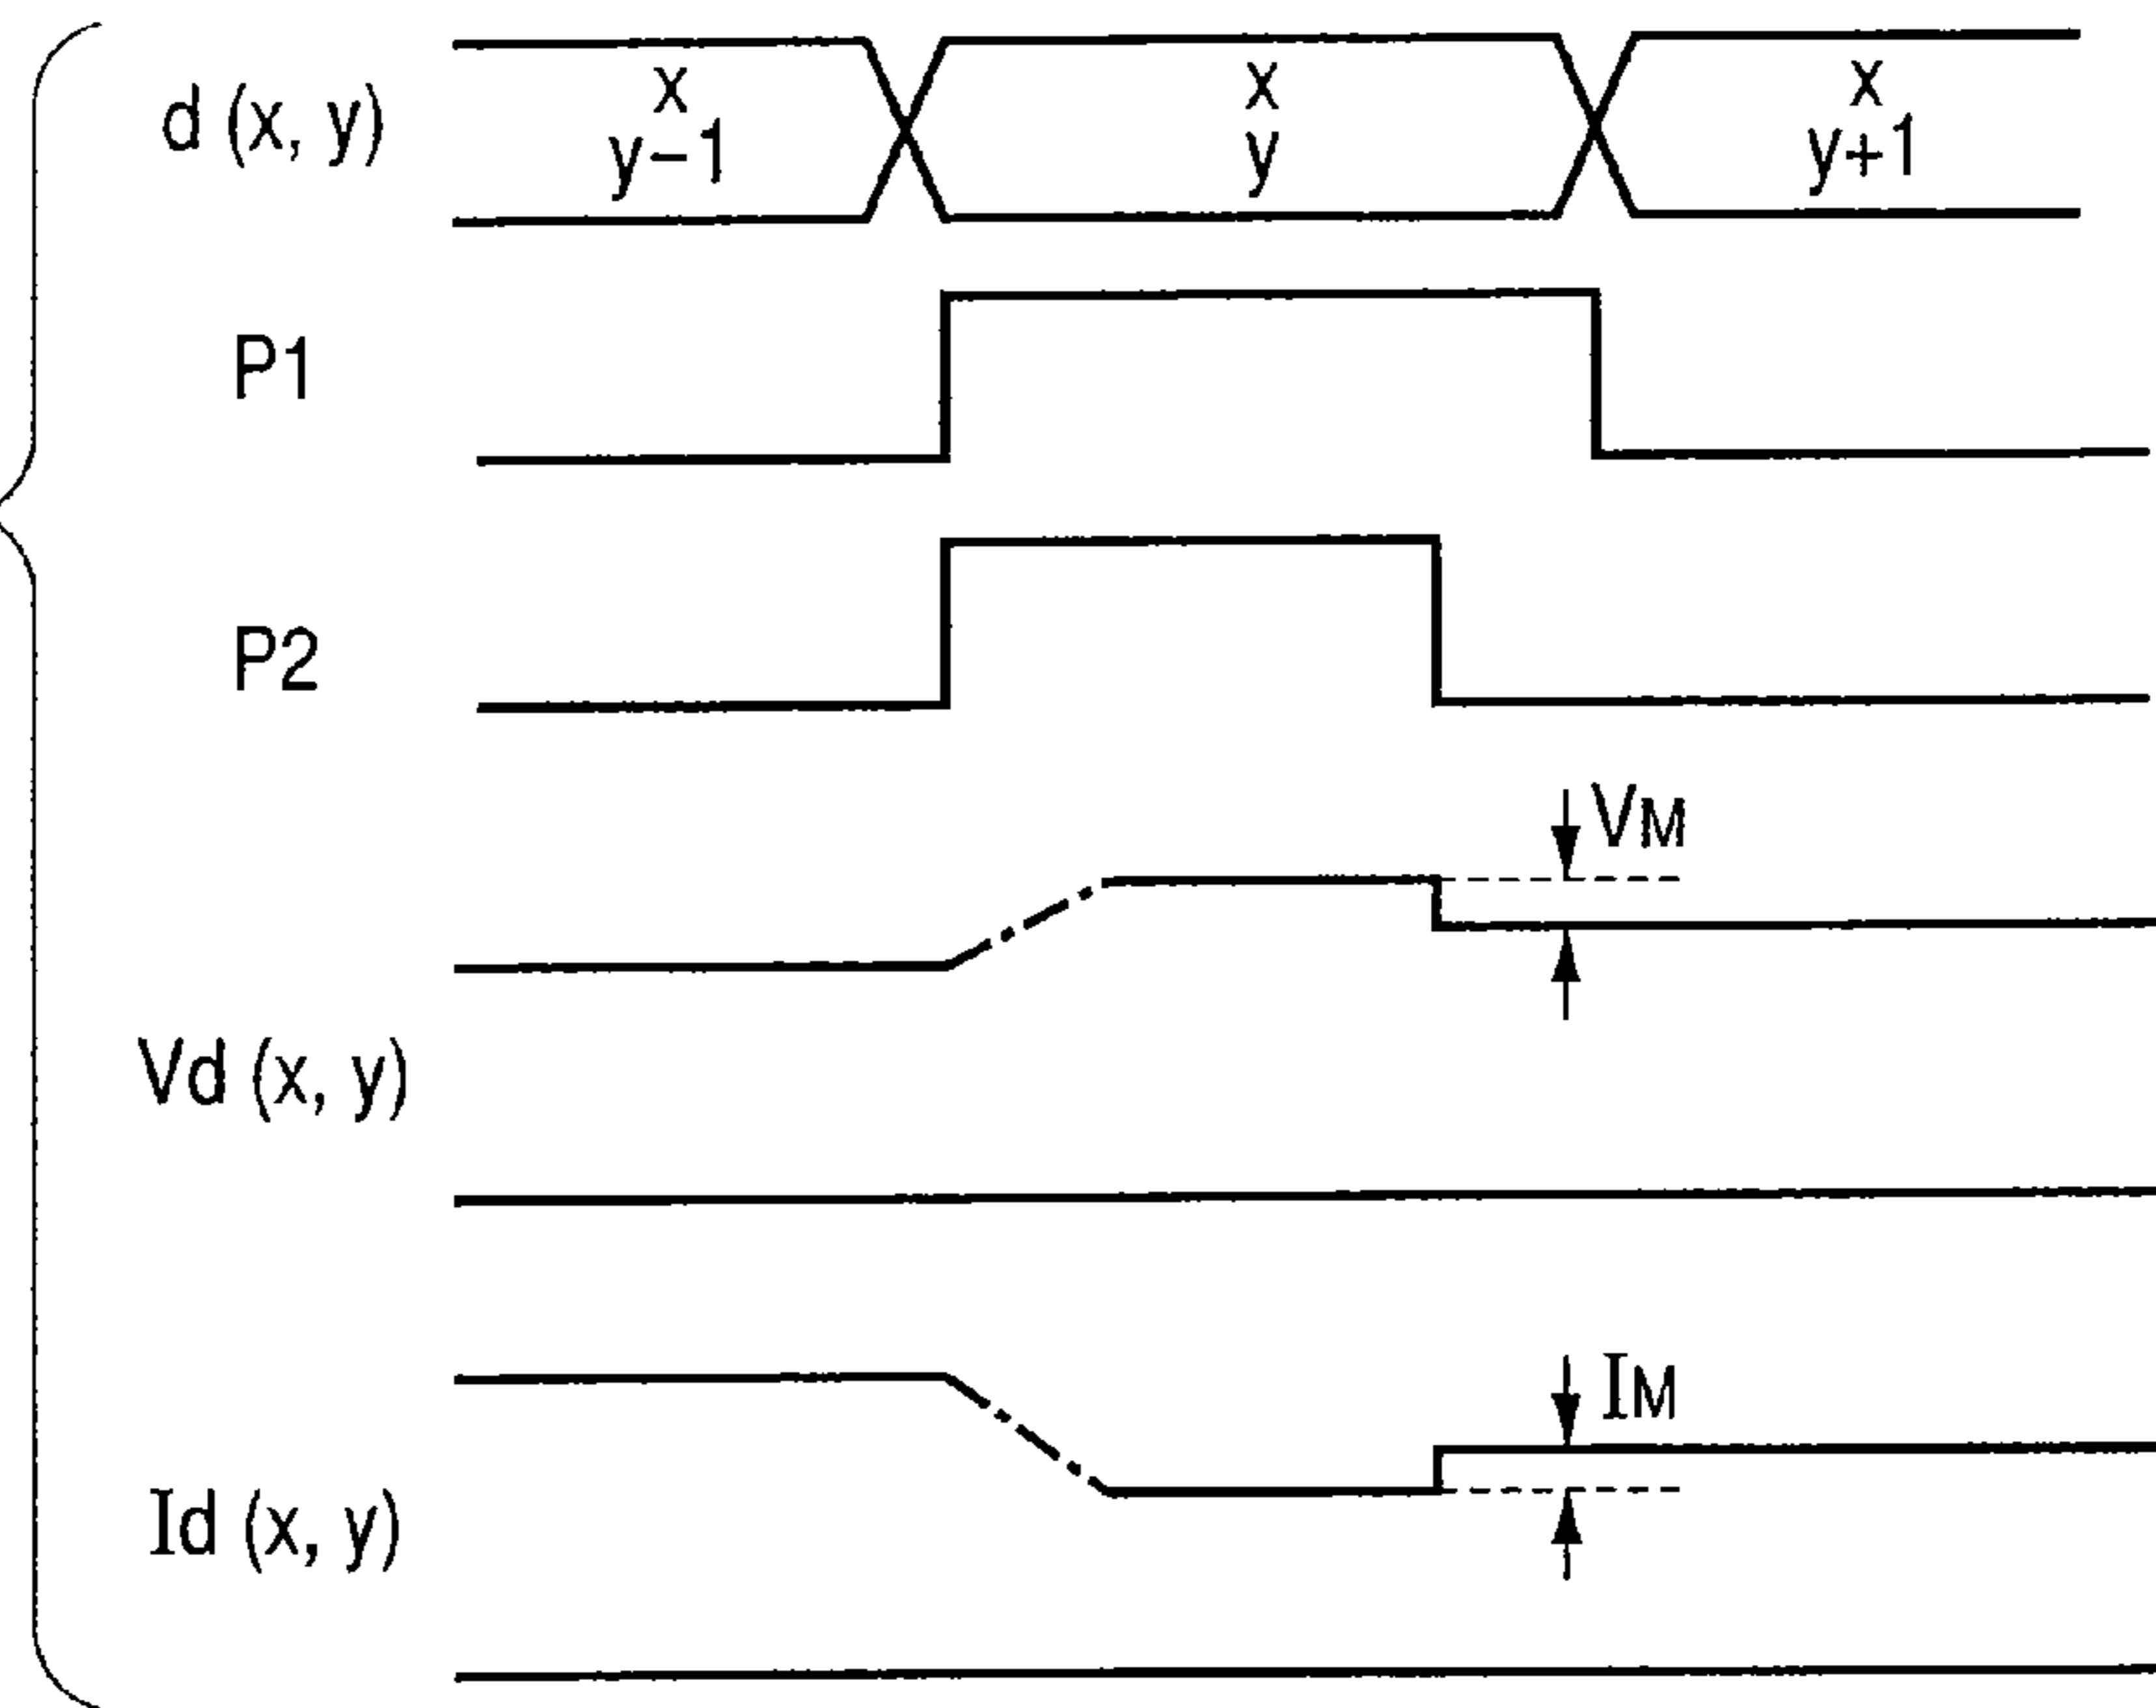 d (x, y)
x
y-1
x
y
x
y+1
P1
P2
VM
Vd (x, y)
IM
Id (x, y)